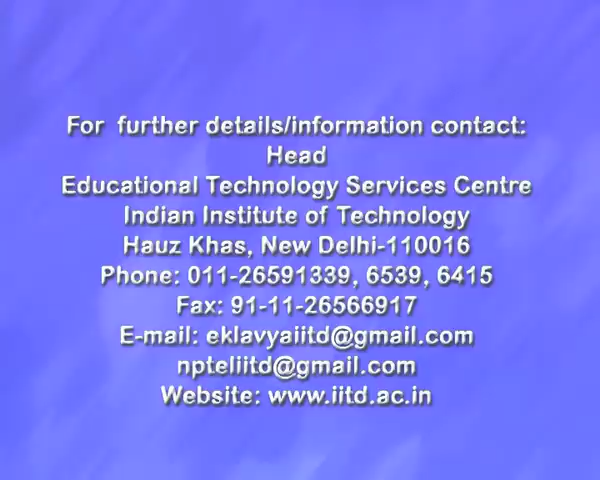 For further details/information contact:
Head
Educational Technology Services Centre
Indian Institute of Technology
Hauz Khas, New Delhi-110016
Phone: 011-26591339, 6539, 6415
Fax: 91-11-26566917
E-mail: eklavyaiitd@gmail.com
npteliitd@gmail.com
Website: www.iitd.ac.in